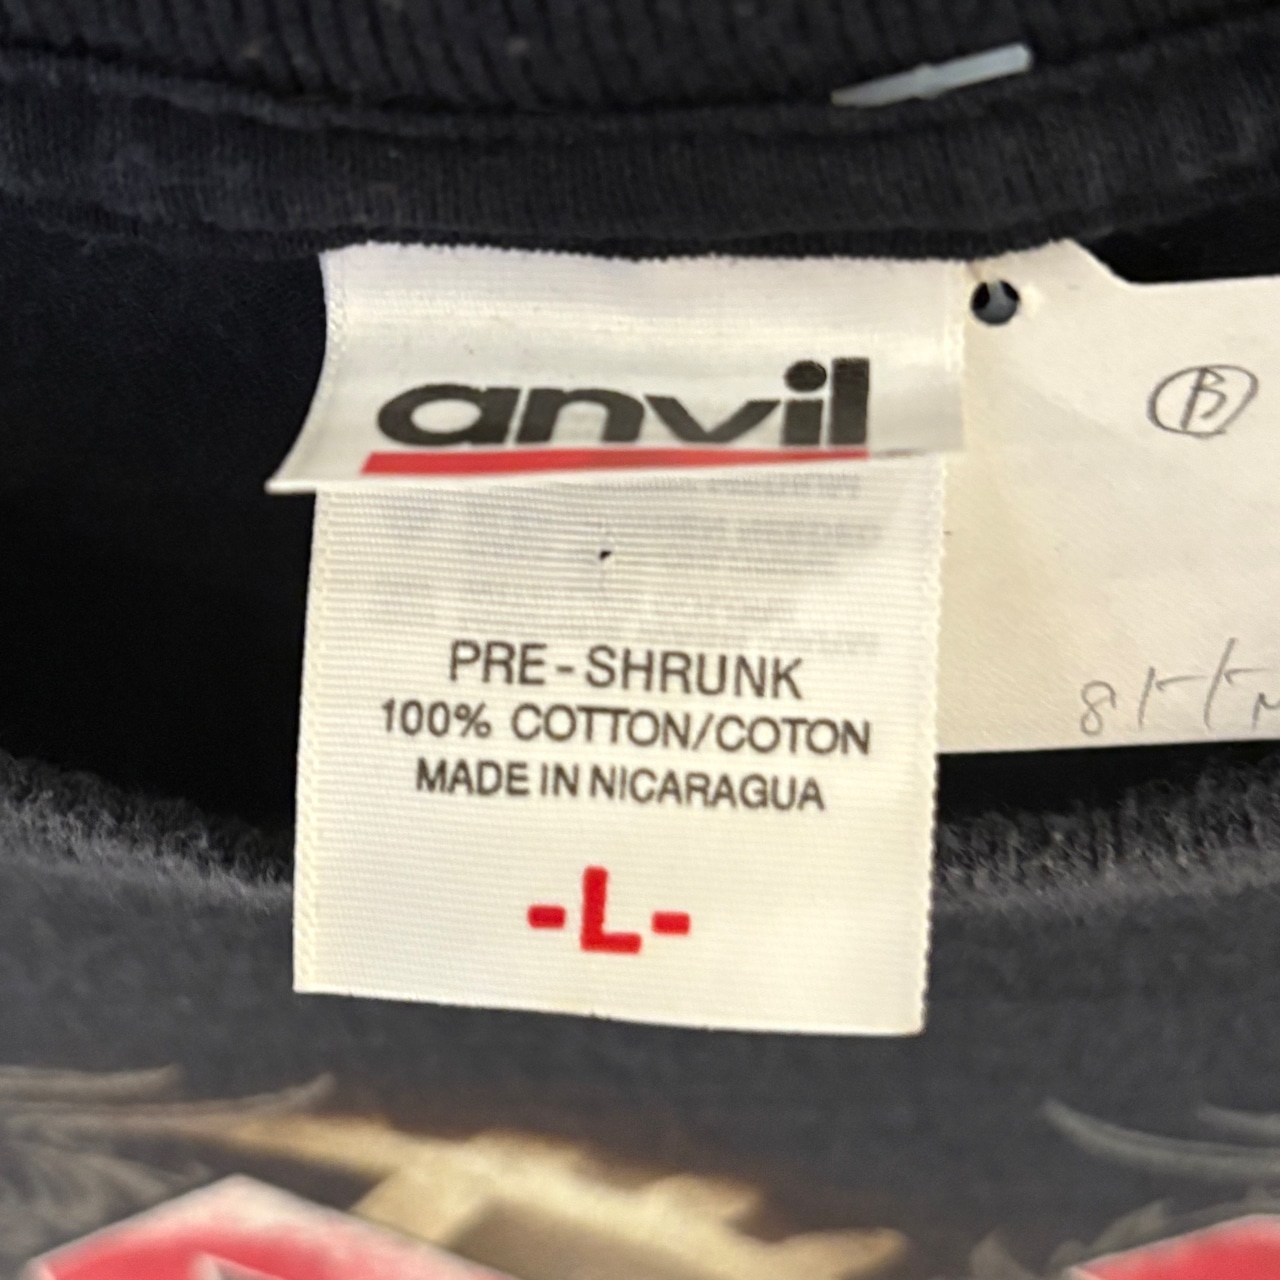 anvil
PRE-SHRUNK
100% COTTON/COTON
MADE IN NICARAGUA
-L-
B